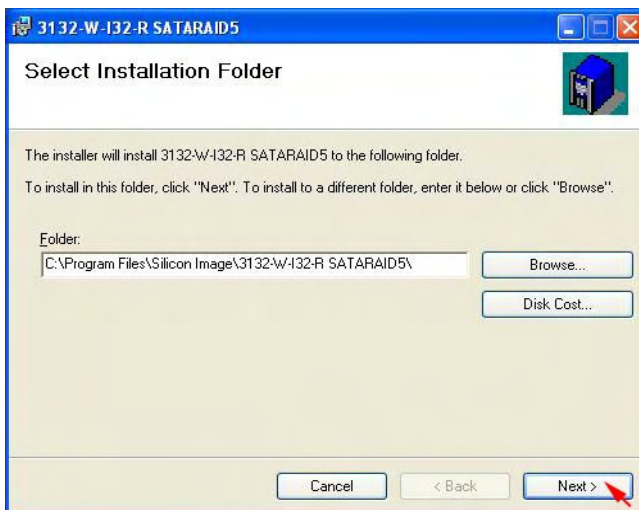 3132-W-I32-R SATARAID5
Select Installation Folder
The installer will install 3132-W-I32-R SATARAID5 to the following folder.
To install in this folder, click "Next". To install to a different folder, enter it below or click "Browse".
Folder:
C:\Program Files\Silicon Image\3132-W-I32-R SATARAID5\
Browse...
Disk Cost...
Cancel
< Back
Next >